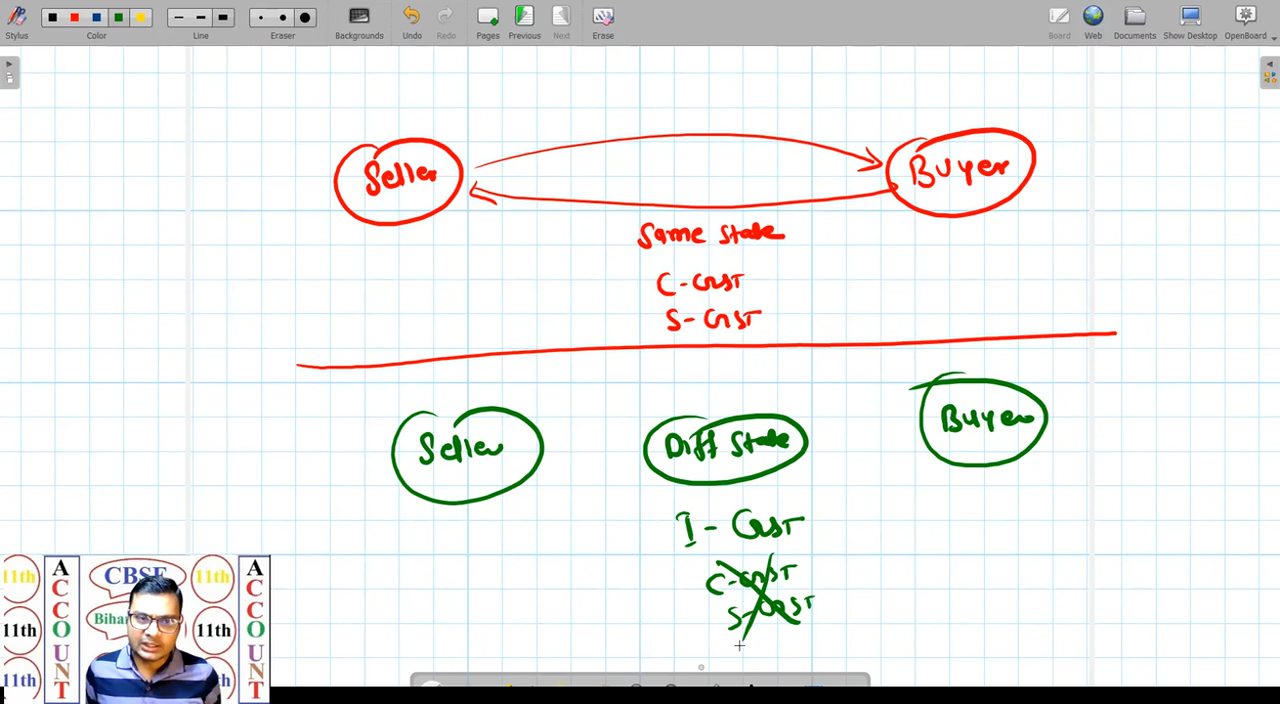 Stylus Color Line Eraser Backgrounds Undo Redo Pages Previous Next Erase Board Web Documents Show Desktop OpenBoard
Seller
Buyer
Same State
C-GST
S-GST
Seller
Diff State
Buyer
I-GST
C-GST
S-GST
11th
ACCOUNT
CBSE
Bihar
11th
ACCOUNT
11th
11th
11th
11th